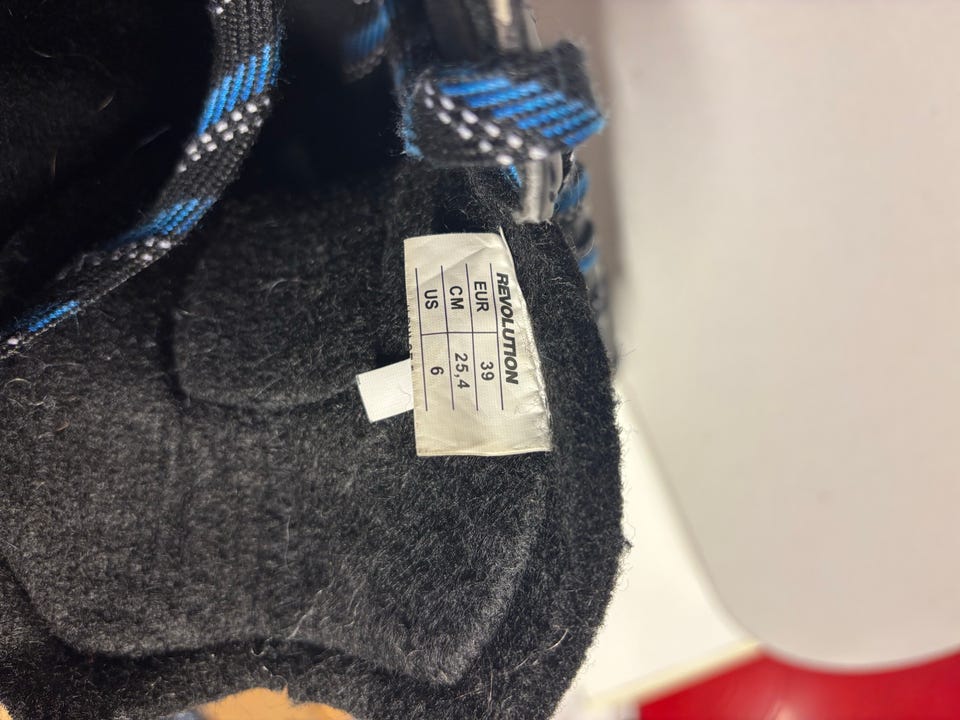 REVOLUTION
EUR 39
CM 25,4
US 6